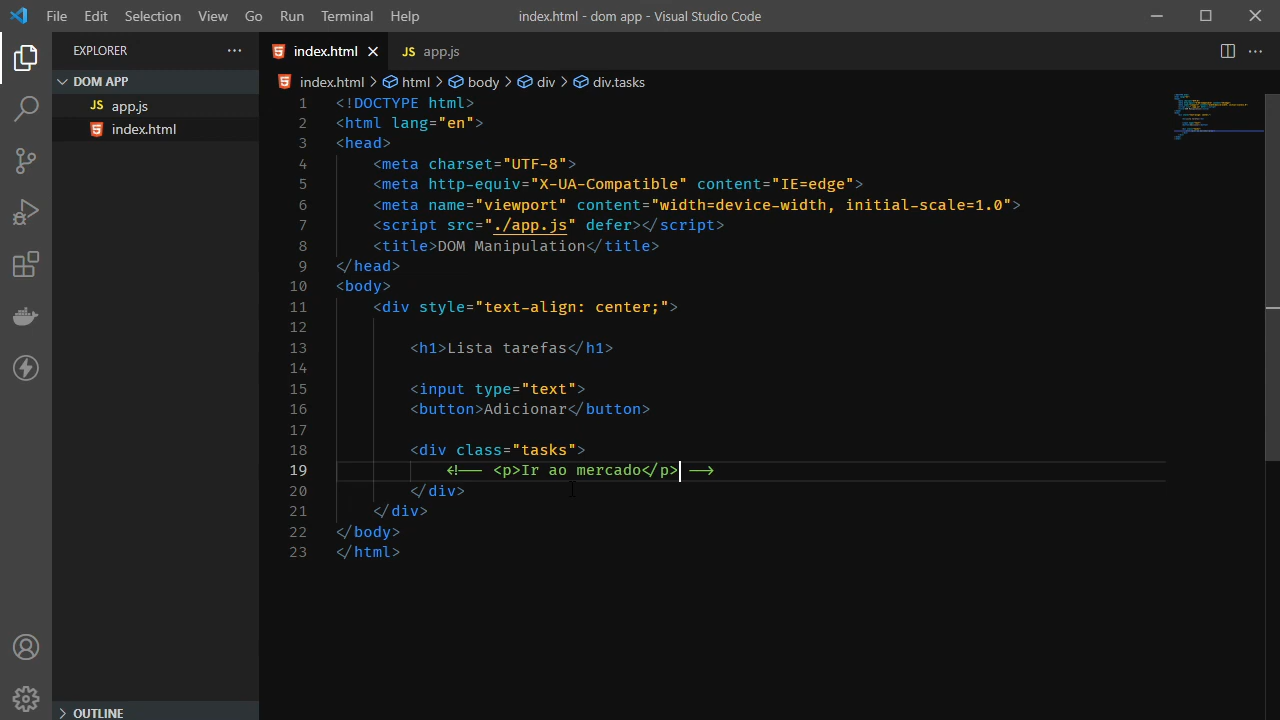 File Edit Selection View Go Run Terminal Help index.html - dom app - Visual Studio Code
EXPLORER
index.html
JS app.js
DOM APP
index.html > html > body > div > div.tasks
JS app.js
index.html
1 <!DOCTYPE html>
2 <html lang="en">
3 <head>
4 <meta charset="UTF-8">
5 <meta http-equiv="X-UA-Compatible" content="IE=edge">
6 <meta name="viewport" content="width=device-width, initial-scale=1.0">
7 <script src="./app.js" defer></script>
8 <title>DOM Manipulation</title>
9 </head>
10 <body>
11 <div style="text-align: center;">
12
13 <h1>Lista tarefas</h1>
14
15 <input type="text">
16 <button>Adicionar</button>
17
18 <div class="tasks">
19 <!-- <p>Ir ao mercado</p> -->
20 </div>
21 </div>
22 </body>
23 </html>
OUTLINE